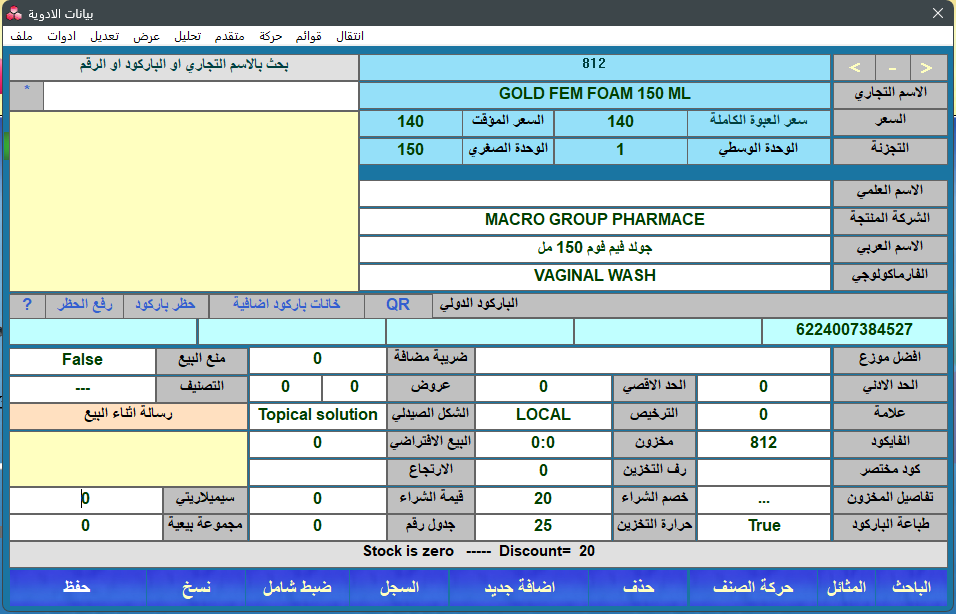 بيانات الادوية
ملف ادوات تعديل عرض تحليل متقدم حركة قوائم انتقال
< - > 812 بحث بالاسم التجاري او الباركود او الرقم
الاسم التجاري GOLD FEM FOAM 150 ML *
السعر سعر العبوة الكاملة 140 السعر المؤقت 140
التجزئة الوحدة الوسطي 1 الوحدة الصغري 150
الاسم العلمي
الشركة المنتجة MACRO GROUP PHARMACE
الاسم العربي جولد فيم فوم 150 مل
الفارماكولوجي VAGINAL WASH
الباركود الدولي QR خانات باركود اضافية حظر باركود رفع الحظر ?
6224007384527
افضل موزع ضريبة مضافة 0 منع البيع False
الحد الادني 0 الحد الاقصي 0 عروض 0 0 التصنيف ---
علامة 0 الترخيص LOCAL الشكل الصيدلي Topical solution رسالة اثناء البيع
الفايكود 812 مخزون 0:0 البيع الافتراضي 0
كود مختصر رف التخزين 0 الارتجاع
تفاصيل المخزون ... خصم الشراء 20 قيمة الشراء 0 سيميلاريتي 0
طباعة الباركود True حرارة التخزين 25 جدول رقم 0 مجموعة بيعية 0
Stock is zero ----- Discount= 20
الباحث المثائل حركة الصنف حذف اضافة جديد السجل ضبط شامل نسخ حفظ